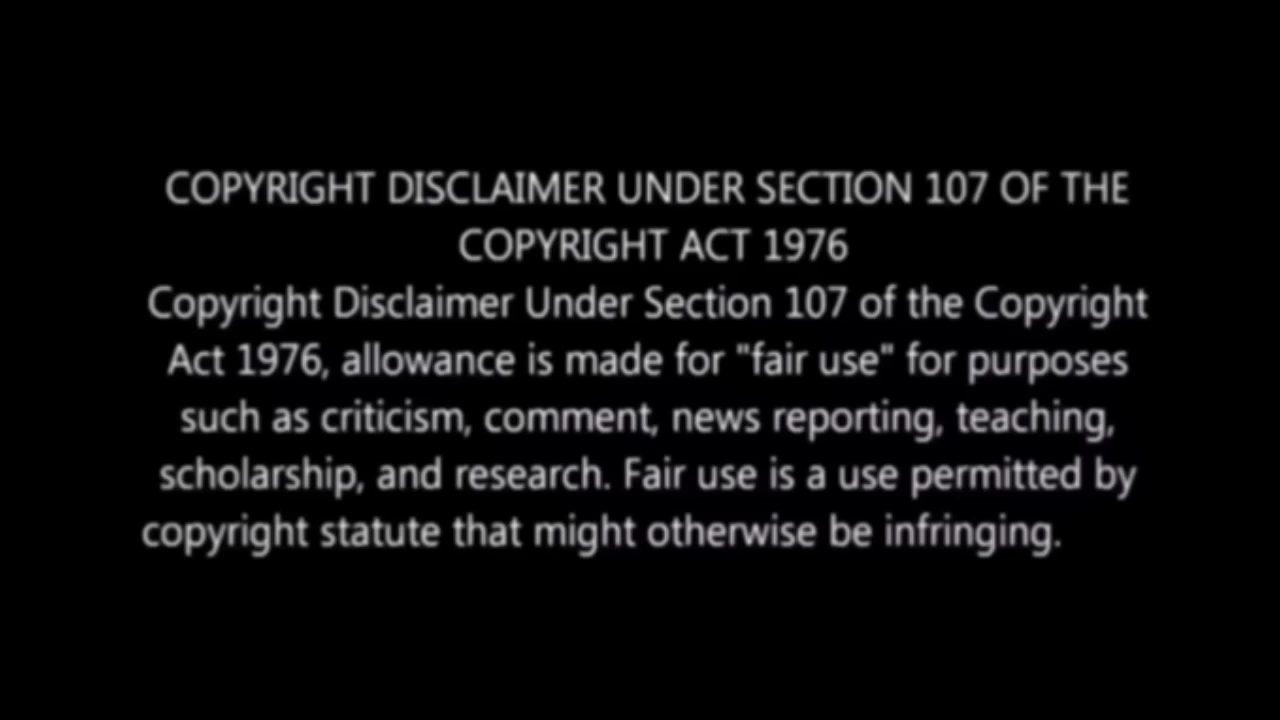 COPYRIGHT DISCLAIMER UNDER SECTION 107 OF THE
COPYRIGHT ACT 1976
Copyright Disclaimer Under Section 107 of the Copyright
Act 1976, allowance is made for "fair use" for purposes
such as criticism, comment, news reporting, teaching,
scholarship, and research. Fair use is a use permitted by
copyright statute that might otherwise be infringing.